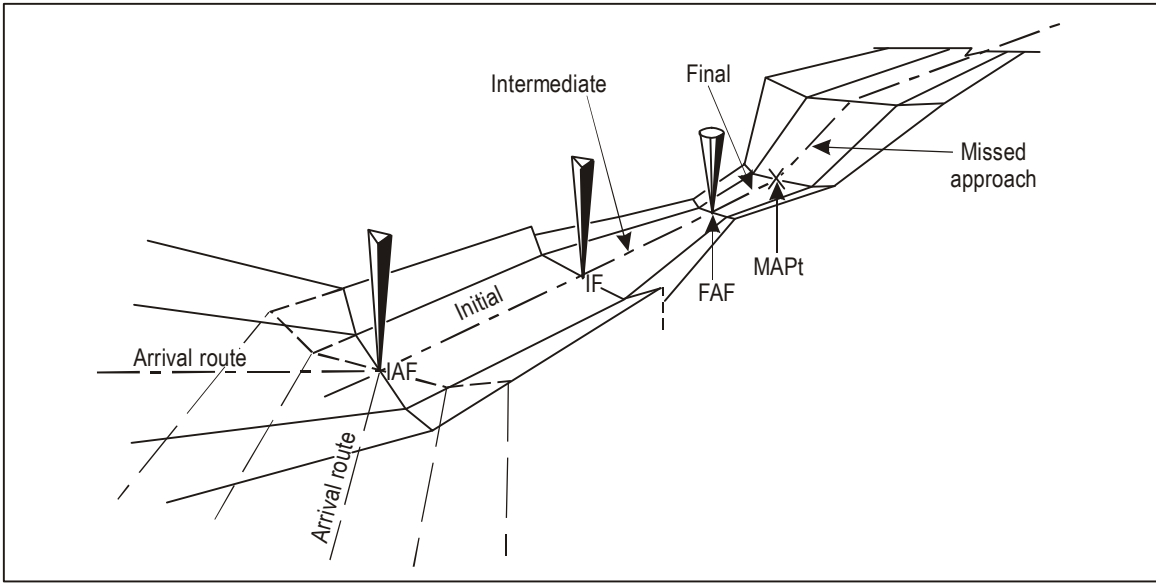 Final
Intermediate
Missed
approach
MAPt
FAF
IF
Initial
Arrival route
IAF
Arrival route